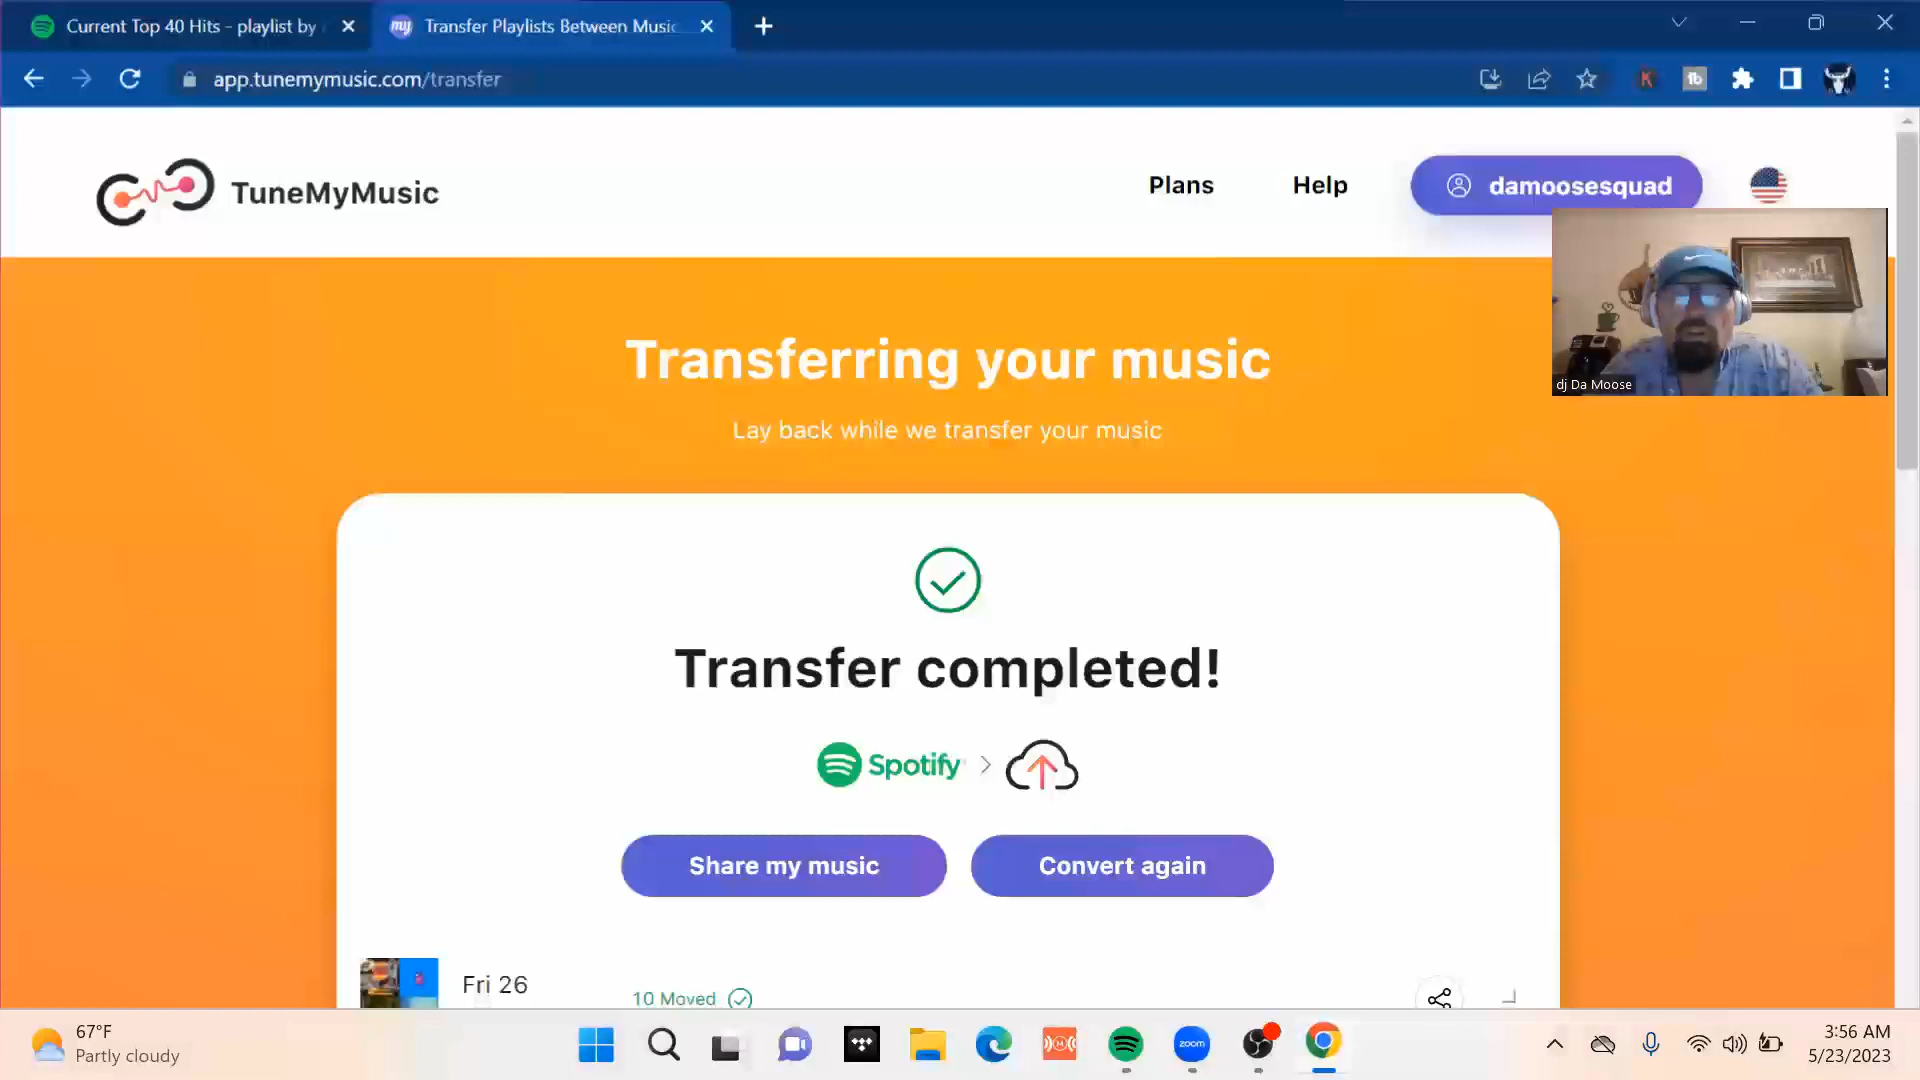 Current Top 40 Hits - playlist by
my Transfer Playlists Between Music
app.tunemymusic.com/transfer
K tb
TuneMyMusic
Plans
Help
damoosesquad
dj Da Moose
Transferring your music
Lay back while we transfer your music
Transfer completed!
Spotify
Share my music
Convert again
Fri 26
10 Moved
67°F
Partly cloudy
zoom
3:56 AM
5/23/2023